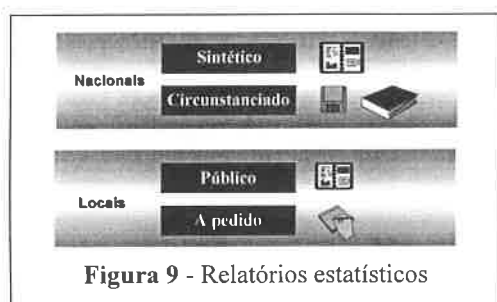 Sintético
Nacionais
Circunstanciado
Público
Locais
A pedido
Figura 9 - Relatórios estatísticos